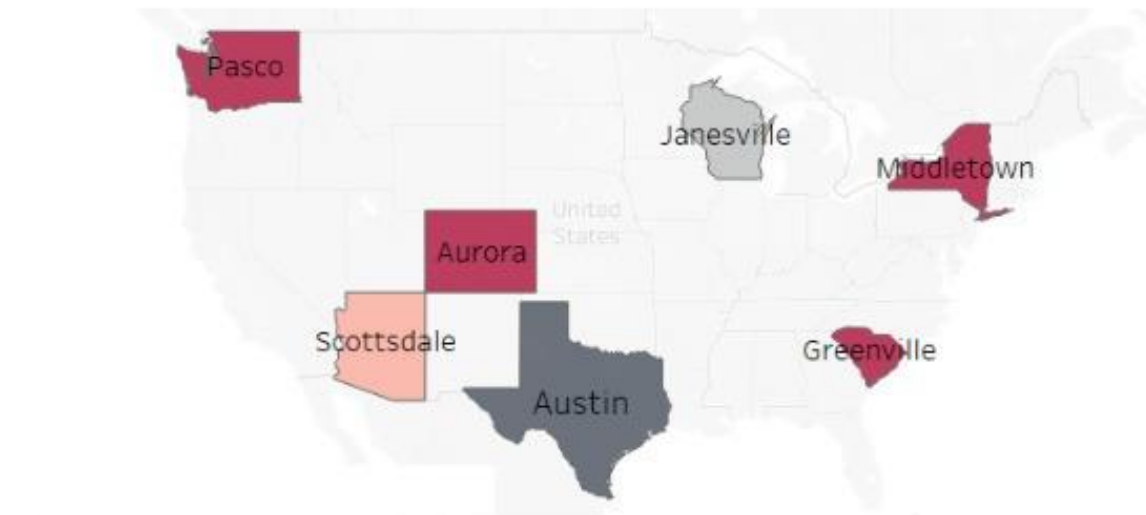 Pasco
Janesville
Middletown
United
States
Aurora
Scottsdale
Greenville
Austin